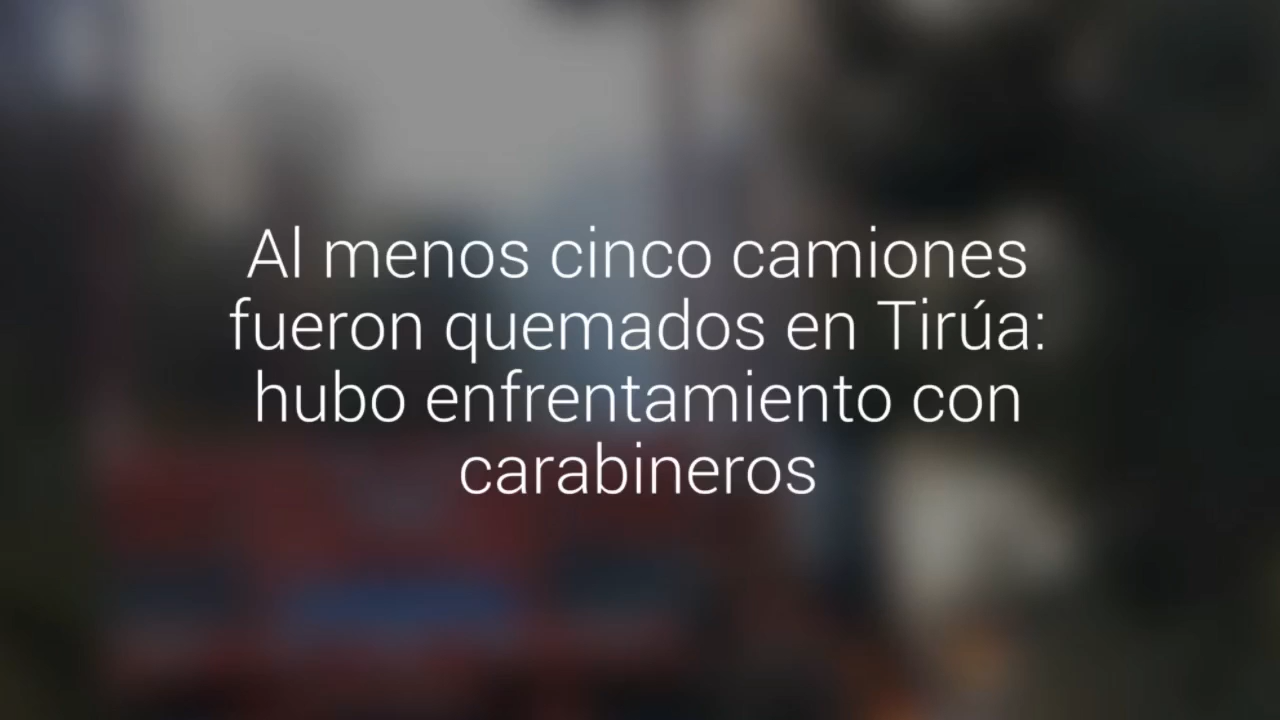 Al menos cinco camiones
fueron quemados en Tirúa:
hubo enfrentamiento con
carabineros